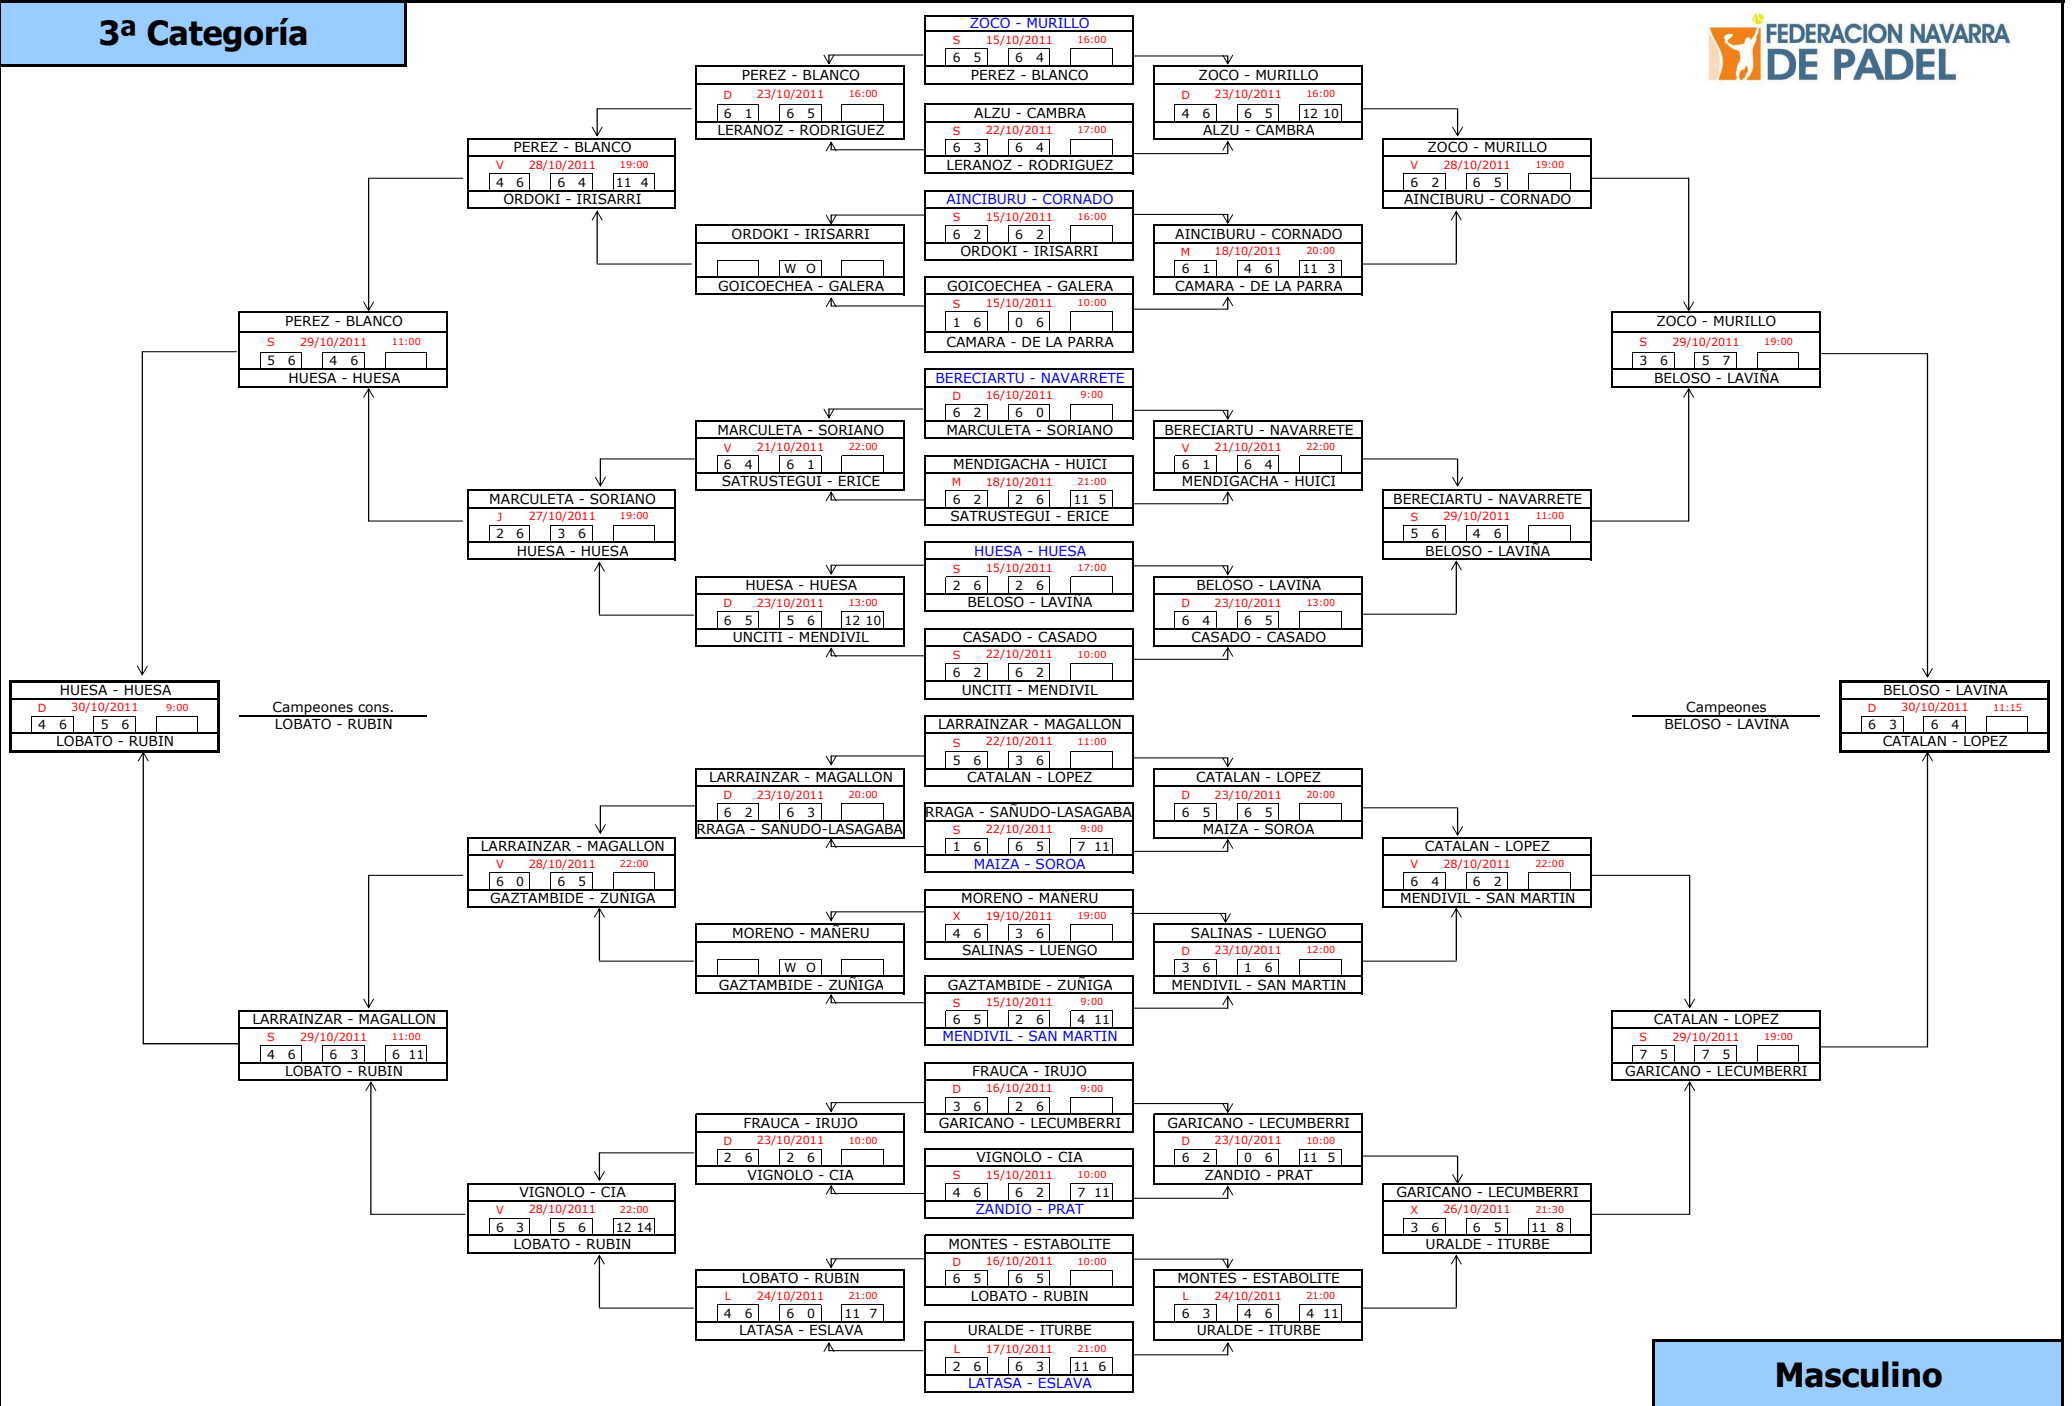 3ª Categoría
FEDERACION NAVARRA
DE PADEL
ZOCO - MURILLO
S 15/10/2011 16:00
6 5 6 4
PEREZ - BLANCO
ALZU - CAMBRA
S 22/10/2011 17:00
6 3 6 4
LERANOZ - RODRIGUEZ
AINCIBURU - CORNADO
S 15/10/2011 16:00
6 2 6 2
ORDOKI - IRISARRI
GOICOECHEA - GALERA
S 15/10/2011 10:00
1 6 0 6
CAMARA - DE LA PARRA
BERECIARTU - NAVARRETE
D 16/10/2011 9:00
6 2 6 0
MARCULETA - SORIANO
MENDIGACHA - HUICI
M 18/10/2011 21:00
6 2 2 6 11 5
SATRUSTEGUI - ERICE
HUESA - HUESA
S 15/10/2011 17:00
2 6 2 6
BELOSO - LAVIÑA
CASADO - CASADO
S 22/10/2011 10:00
6 2 6 2
UNCITI - MENDIVIL
LARRAINZAR - MAGALLON
S 22/10/2011 11:00
5 6 3 6
CATALAN - LOPEZ
RRAGA - SAÑUDO-LASAGABA
S 22/10/2011 9:00
1 6 6 5 7 11
MAIZA - SOROA
MORENO - MAÑERU
X 19/10/2011 19:00
4 6 3 6
SALINAS - LUENGO
GAZTAMBIDE - ZUÑIGA
S 15/10/2011 9:00
6 5 2 6 4 11
MENDIVIL - SAN MARTIN
FRAUCA - IRUJO
D 16/10/2011 9:00
3 6 2 6
GARICANO - LECUMBERRI
VIGNOLO - CIA
S 15/10/2011 10:00
4 6 6 2 7 11
ZANDIO - PRAT
MONTES - ESTABOLITE
D 16/10/2011 10:00
6 5 6 5
LOBATO - RUBIN
URALDE - ITURBE
L 17/10/2011 21:00
2 6 6 3 11 6
LATASA - ESLAVA
PEREZ - BLANCO
D 23/10/2011 16:00
6 1 6 5
LERANOZ - RODRIGUEZ
ORDOKI - IRISARRI
W O
GOICOECHEA - GALERA
MARCULETA - SORIANO
V 21/10/2011 22:00
6 4 6 1
SATRUSTEGUI - ERICE
HUESA - HUESA
D 23/10/2011 13:00
6 5 5 6 12 10
UNCITI - MENDIVIL
LARRAINZAR - MAGALLON
D 23/10/2011 20:00
6 2 6 3
RRAGA - SAÑUDO-LASAGABA
MORENO - MAÑERU
W O
GAZTAMBIDE - ZUÑIGA
FRAUCA - IRUJO
D 23/10/2011 10:00
2 6 2 6
VIGNOLO - CIA
LOBATO - RUBIN
L 24/10/2011 21:00
4 6 6 0 11 7
LATASA - ESLAVA
PEREZ - BLANCO
V 28/10/2011 19:00
4 6 6 4 11 4
ORDOKI - IRISARRI
MARCULETA - SORIANO
J 27/10/2011 19:00
2 6 3 6
HUESA - HUESA
LARRAINZAR - MAGALLON
V 28/10/2011 22:00
6 0 6 5
GAZTAMBIDE - ZUÑIGA
VIGNOLO - CIA
V 28/10/2011 22:00
6 3 5 6 12 14
LOBATO - RUBIN
PEREZ - BLANCO
S 29/10/2011 11:00
5 6 4 6
HUESA - HUESA
LARRAINZAR - MAGALLON
S 29/10/2011 11:00
4 6 6 3 6 11
LOBATO - RUBIN
HUESA - HUESA
D 30/10/2011 9:00
4 6 5 6
LOBATO - RUBIN
Campeones cons.
LOBATO - RUBIN
ZOCO - MURILLO
D 23/10/2011 16:00
4 6 6 5 12 10
ALZU - CAMBRA
AINCIBURU - CORNADO
M 18/10/2011 20:00
6 1 4 6 11 3
CAMARA - DE LA PARRA
BERECIARTU - NAVARRETE
V 21/10/2011 22:00
6 1 6 4
MENDIGACHA - HUICI
BELOSO - LAVIÑA
D 23/10/2011 13:00
6 4 6 5
CASADO - CASADO
CATALAN - LOPEZ
D 23/10/2011 20:00
6 5 6 5
MAIZA - SOROA
SALINAS - LUENGO
D 23/10/2011 12:00
3 6 1 6
MENDIVIL - SAN MARTIN
GARICANO - LECUMBERRI
D 23/10/2011 10:00
6 2 0 6 11 5
ZANDIO - PRAT
MONTES - ESTABOLITE
L 24/10/2011 21:00
6 3 4 6 4 11
URALDE - ITURBE
ZOCO - MURILLO
V 28/10/2011 19:00
6 2 6 5
AINCIBURU - CORNADO
BERECIARTU - NAVARRETE
S 29/10/2011 11:00
5 6 4 6
BELOSO - LAVIÑA
CATALAN - LOPEZ
V 28/10/2011 22:00
6 4 6 2
MENDIVIL - SAN MARTIN
GARICANO - LECUMBERRI
X 26/10/2011 21:30
3 6 6 5 11 8
URALDE - ITURBE
ZOCO - MURILLO
S 29/10/2011 19:00
3 6 5 7
BELOSO - LAVIÑA
CATALAN - LOPEZ
S 29/10/2011 19:00
7 5 7 5
GARICANO - LECUMBERRI
Campeones
BELOSO - LAVIÑA
BELOSO - LAVIÑA
D 30/10/2011 11:15
6 3 6 4
CATALAN - LOPEZ
Masculino